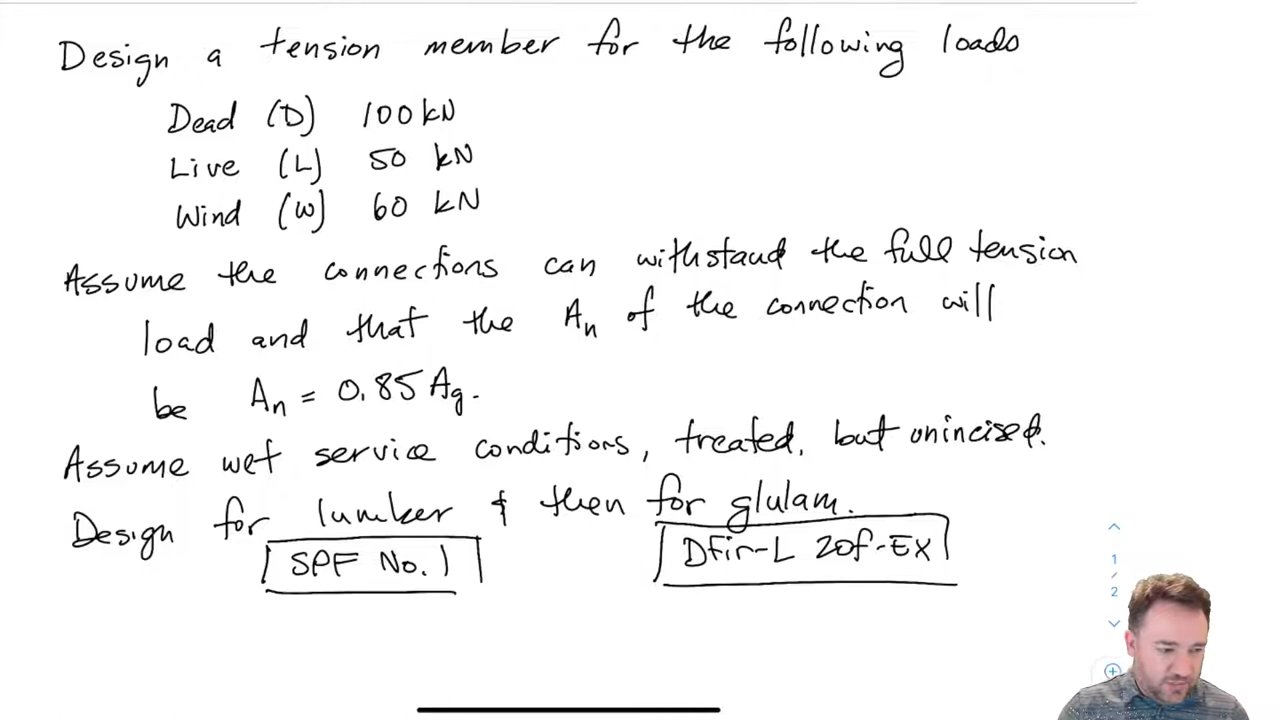 Design a tension member for the following loads
Dead (D) 100 kN
Live (L) 50 kN
Wind (W) 60 kN
Assume the connections can withstand the full tension
load and that the An of the connection will
be An = 0.85 Ag.
Assume wet service conditions, treated, but unincised.
Design for lumber & then for glulam.
SPF No. 1 DFir-L 20f-EX
1
/
2